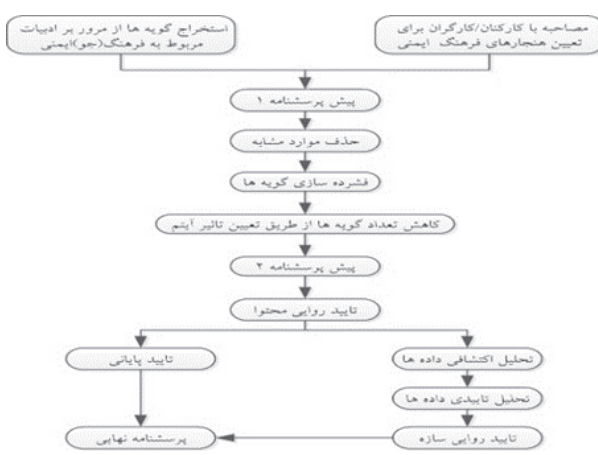 مصاحبه با کارکنان/کارگران برای
تعیین هنجارهای فرهنگ ایمنی
استخراج گویه ها از مرور بر ادبیات
مربوط به فرهنگ(جو)ایمنی
پیش پرسشنامه ۱
حذف موارد مشابه
فشرده سازی گویه ها
کاهش تعداد گویه ها از طریق تعیین تاثیر آیتم
پیش پرسشنامه ۲
تایید روایی محتوا
تحلیل اکتشافی داده ها
تایید پایانی
تحلیل تاییدی داده ها
تایید روایی سازه
پرسشنامه نهایی